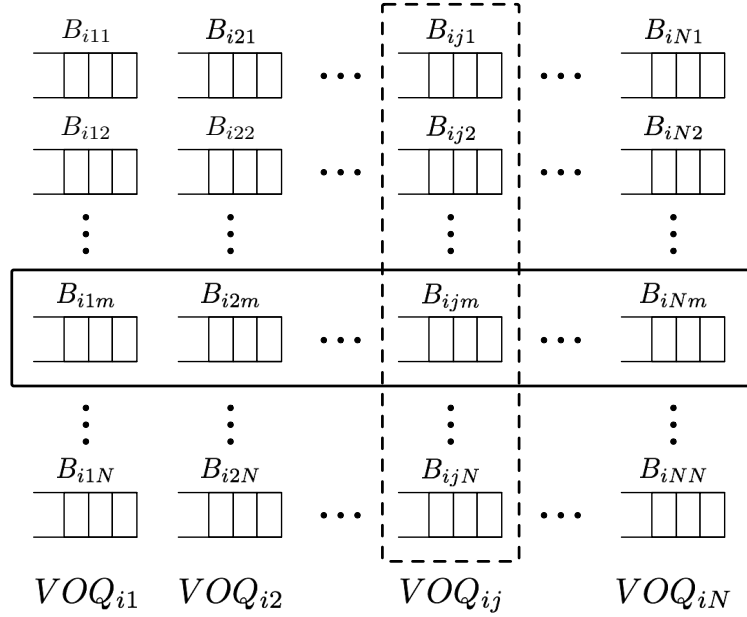 B_{i11} B_{i21} B_{ij1} B_{iN1}
B_{i12} B_{i22} B_{ij2} B_{iN2}
B_{i1m} B_{i2m} B_{ijm} B_{iNm}
B_{i1N} B_{i2N} B_{ijN} B_{iNN}
VOQ_{i1} VOQ_{i2} VOQ_{ij} VOQ_{iN}